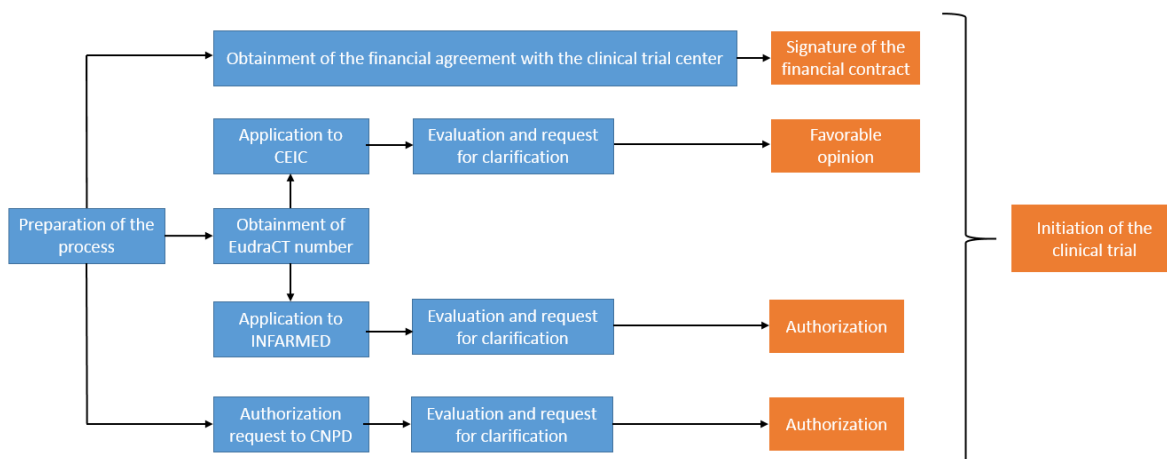 Obtainment of the financial agreement with the clinical trial center
Signature of the
financial contract
Application to
CEIC
Evaluation and request
for clarification
Favorable
opinion
Preparation of the
process
Obtainment of
EudraCT number
Initiation of the
clinical trial
Application to
INFARMED
Evaluation and request
for clarification
Authorization
Authorization
request to CNPD
Evaluation and request
for clarification
Authorization